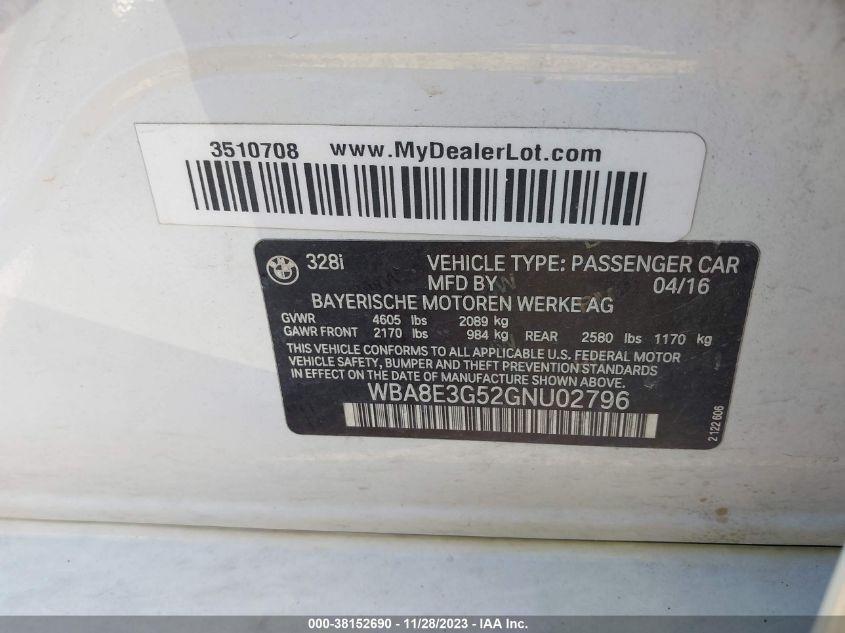 3510708 www.MyDealerLot.com
328i VEHICLE TYPE: PASSENGER CAR
MFD BY 04/16
BAYERISCHE MOTOREN WERKE AG
GVWR 4605 lbs 2089 kg
GAWR FRONT 2170 lbs 984 kg REAR 2580 lbs 1170 kg
THIS VEHICLE CONFORMS TO ALL APPLICABLE U.S. FEDERAL MOTOR
VEHICLE SAFETY, BUMPER, AND THEFT PREVENTION STANDARDS
IN EFFECT ON THE DATE OF MANUFACTURE SHOWN ABOVE.
WBA8E3G52GNU02796
2 122 606
000-38152690 - 11/28/2023 - IAA Inc.